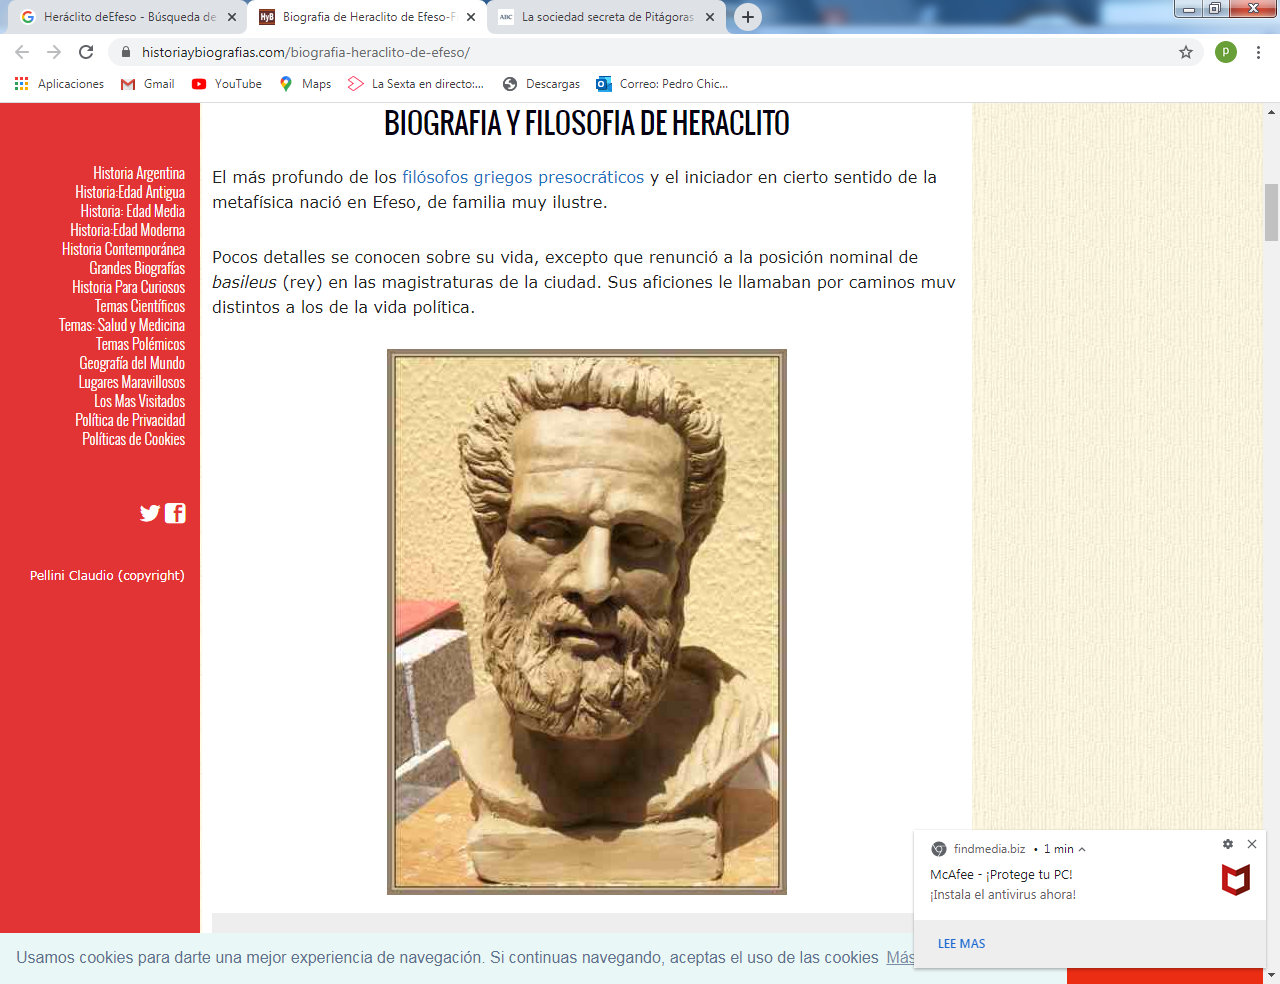 Heráclito deEfeso - Búsqueda de
Biografia de Heraclito de Efeso-F
La sociedad secreta de Pitágoras
historiaybiografias.com/biografia-heraclito-de-efeso/
Aplicaciones
Gmail
YouTube
Maps
La Sexta en directo:...
Descargas
Correo: Pedro Chic...
Historia Argentina
Historia:Edad Antigua
Historia: Edad Media
Historia:Edad Moderna
Historia Contemporánea
Grandes Biografías
Historia Para Curiosos
Temas Científicos
Temas: Salud y Medicina
Temas Polémicos
Geografía del Mundo
Lugares Maravillosos
Los Mas Visitados
Política de Privacidad
Políticas de Cookies
Pellini Claudio (copyright)
BIOGRAFIA Y FILOSOFIA DE HERACLITO
El más profundo de los filósofos griegos presocráticos y el iniciador en cierto sentido de la
metafísica nació en Efeso, de familia muy ilustre.
Pocos detalles se conocen sobre su vida, excepto que renunció a la posición nominal de
basileus (rey) en las magistraturas de la ciudad. Sus aficiones le llamaban por caminos muv
distintos a los de la vida política.
findmedia.biz • 1 min
McAfee - ¡Protege tu PC!
¡Instala el antivirus ahora!
LEE MAS
Usamos cookies para darte una mejor experiencia de navegación. Si continuas navegando, aceptas el uso de las cookies Más
HyB
ABC
p